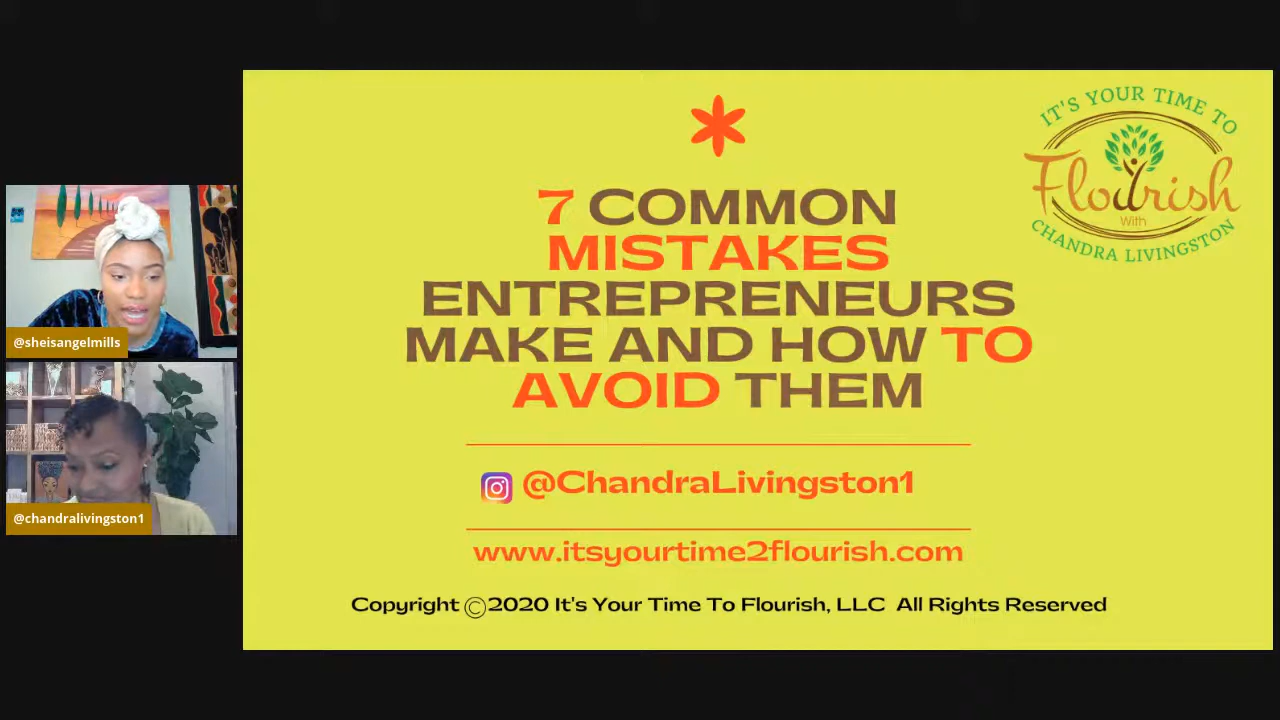 @sheisangelmills
@chandralivingston1
7 COMMON
MISTAKES
ENTREPRENEURS
MAKE AND HOW TO
AVOID THEM
@ChandraLivingston1
www.itsyourtime2flourish.com
Copyright ©2020 It's Your Time To Flourish, LLC All Rights Reserved
IT'S YOUR TIME TO
Flourish
With
CHANDRA LIVINGSTON